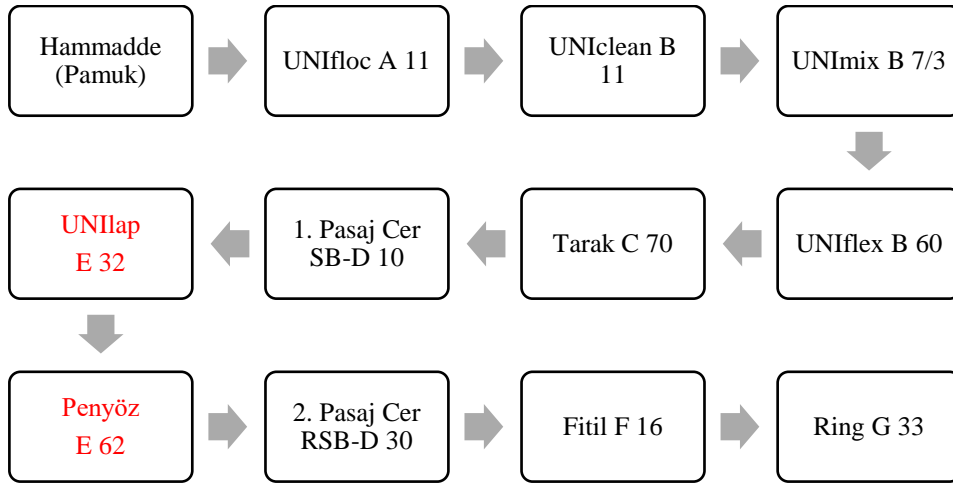 Hammadde
(Pamuk)
UNIfloc A 11
UNIclean B
11
UNImix B 7/3
UNIlap
E 32
1. Pasaj Cer
SB-D 10
Tarak C 70
UNIflex B 60
Penyöz
E 62
2. Pasaj Cer
RSB-D 30
Fitil F 16
Ring G 33